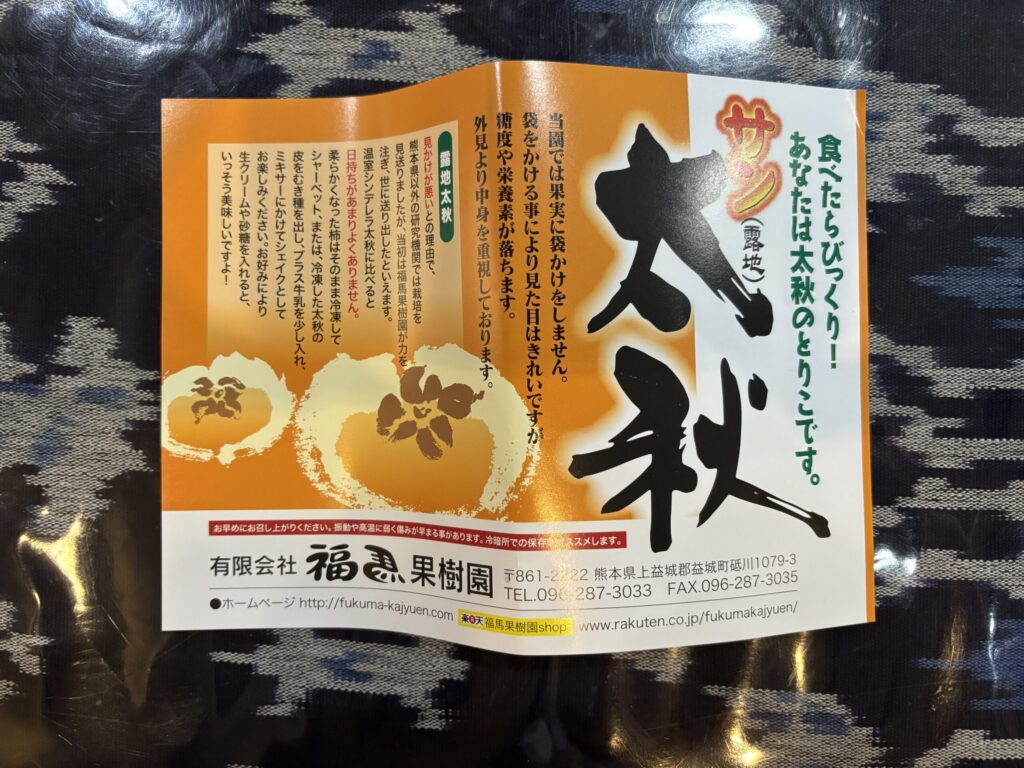 食べたらびっくり！
あなたは太秋のとりこです。
サン
（露地）
太秋
当園では果実に袋かけをしません。
袋をかける事により見た目はきれいですが
糖度や栄養素が落ちます。
外見より中身を重視しております。
露地太秋
見かけが悪いとの理由で、
熊本県以外の研究機関では栽培を
見送りましたが、当初は福馬果樹園が力を
注ぎ、世に送り出したといえます。
温室シンデレラ太秋に比べると
日持ちがあまりよくありません。
柔らかくなった柿はそのまま冷凍して
シャーベット、または、冷凍した太秋の
皮をむき種を出し、プラス牛乳を少し入れ、
ミキサーにかけてシェイクとして
お楽しみください。お好みにより
生クリームや砂糖を入れると、
いっそう美味しいですよ！
お早めにお召し上がりください。振動や高温に弱く傷みが早まる事があります。冷暗所での保存をオススメします。
有限会社 福馬果樹園
〒861-2222 熊本県上益城郡益城町砥川1079-3
TEL.096-287-3033 FAX.096-287-3035
●ホームページ http://fukuma-kajyuen.com 楽天 福馬果樹園shop www.rakuten.co.jp/fukumakajyuen/